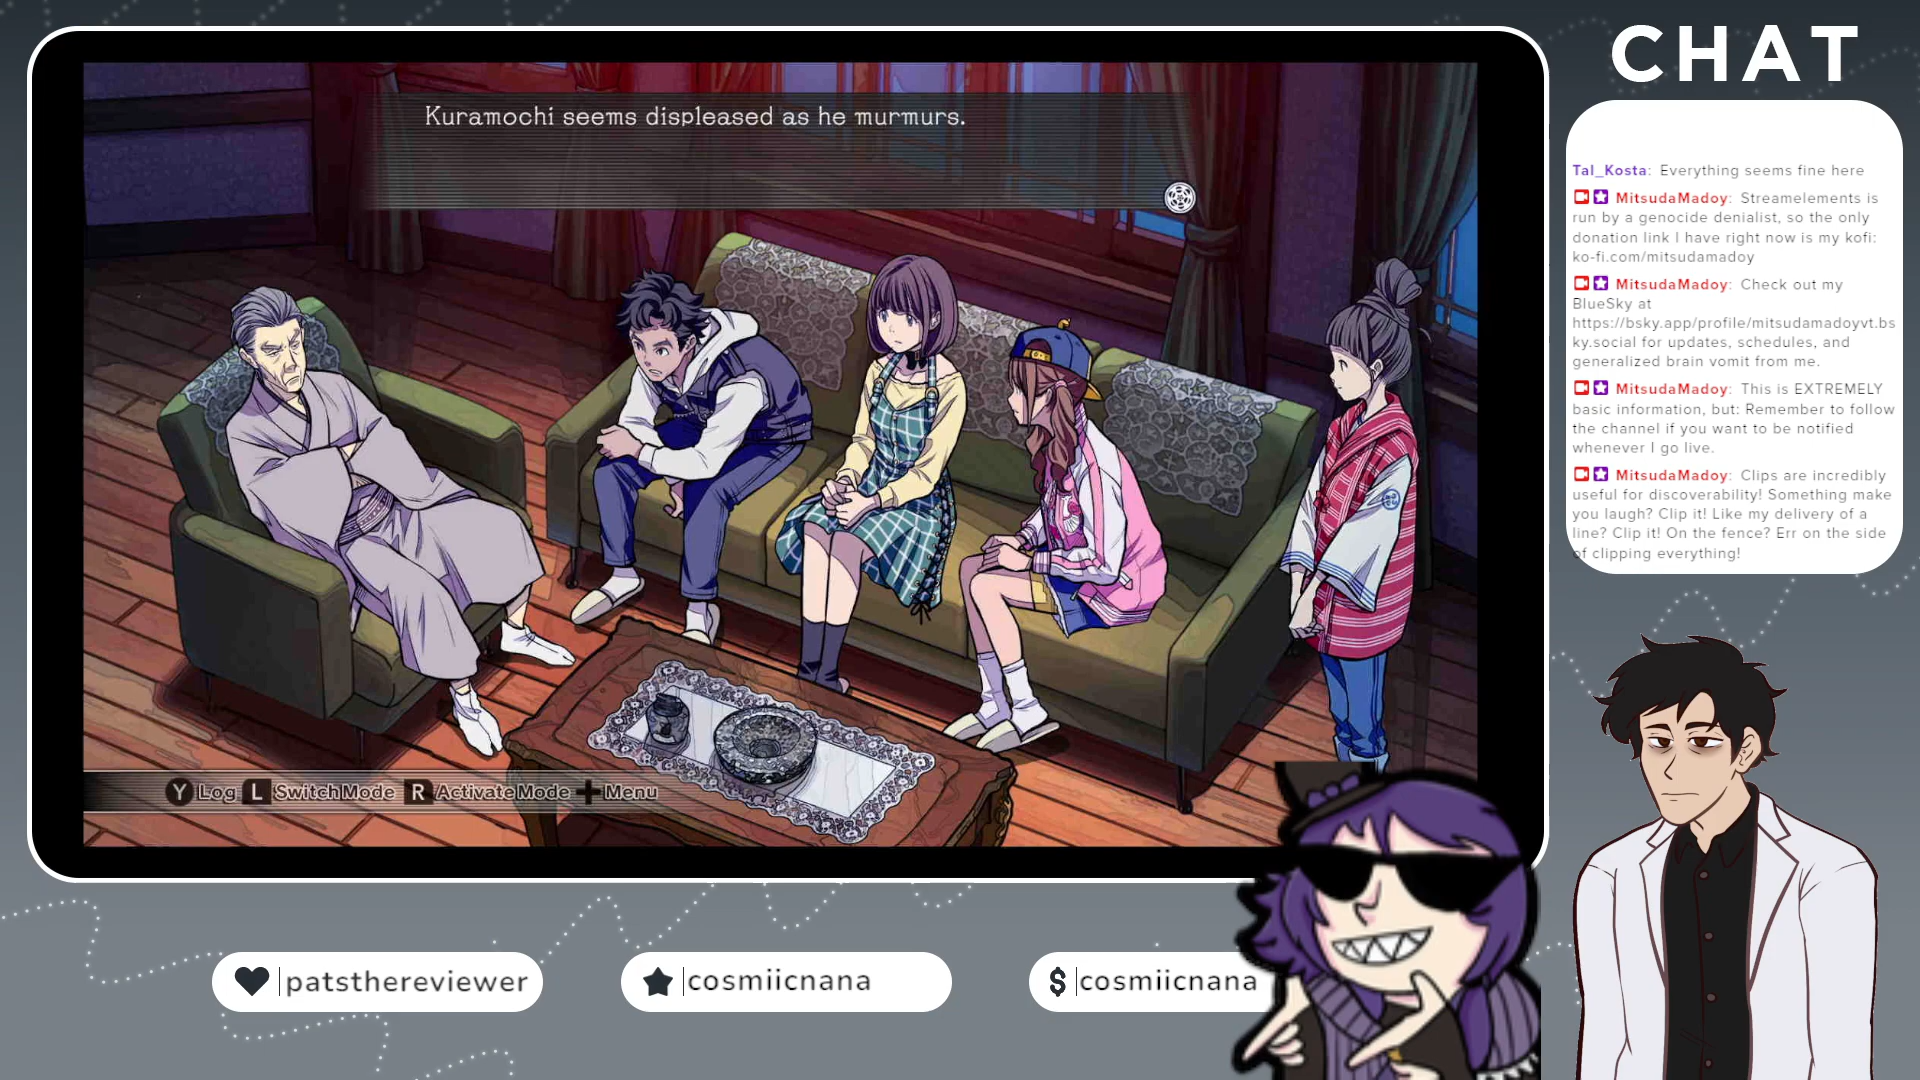 CHAT
Kuramochi seems displeased as he murmurs.
Tal_Kosta: Everything seems fine here
MitsudaMadoy: Streamelements is
run by a genocide denialist, so the only
donation link I have right now is my kofi:
ko-fi.com/mitsudamadoy
MitsudaMadoy: Check out my
BlueSky at
https://bsky.app/profile/mitsudamadoyvt.bs
ky.social for updates, schedules, and
generalized brain vomit from me.
MitsudaMadoy: This is EXTREMELY
basic information, but: Remember to follow
the channel if you want to be notified
whenever I go live.
MitsudaMadoy: Clips are incredibly
useful for discoverability! Something make
you laugh? Clip it! Like my delivery of a
line? Clip it! On the fence? Err on the side
of clipping everything!
Y Log L SwitchMode R ActivateMode + Menu
patsthereviewer
cosmiicnana
$ cosmiicnana